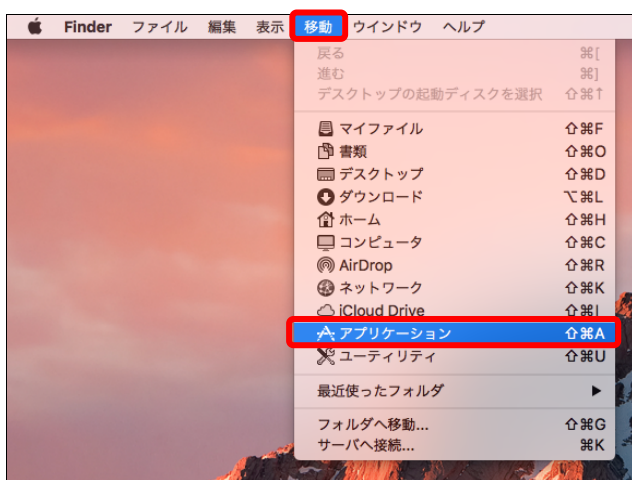 Finder ファイル 編集 表示 移動 ウインドウ ヘルプ
戻る ⌘[
進む ⌘]
デスクトップの起動ディスクを選択 ⇧⌘↑
マイファイル ⇧⌘F
書類 ⇧⌘O
デスクトップ ⇧⌘D
ダウンロード ⌥⌘L
ホーム ⇧⌘H
コンピュータ ⇧⌘C
AirDrop ⇧⌘R
ネットワーク ⇧⌘K
iCloud Drive ⇧⌘I
アプリケーション ⇧⌘A
ユーティリティ ⇧⌘U
最近使ったフォルダ ▶
フォルダへ移動... ⇧⌘G
サーバへ接続... ⌘K